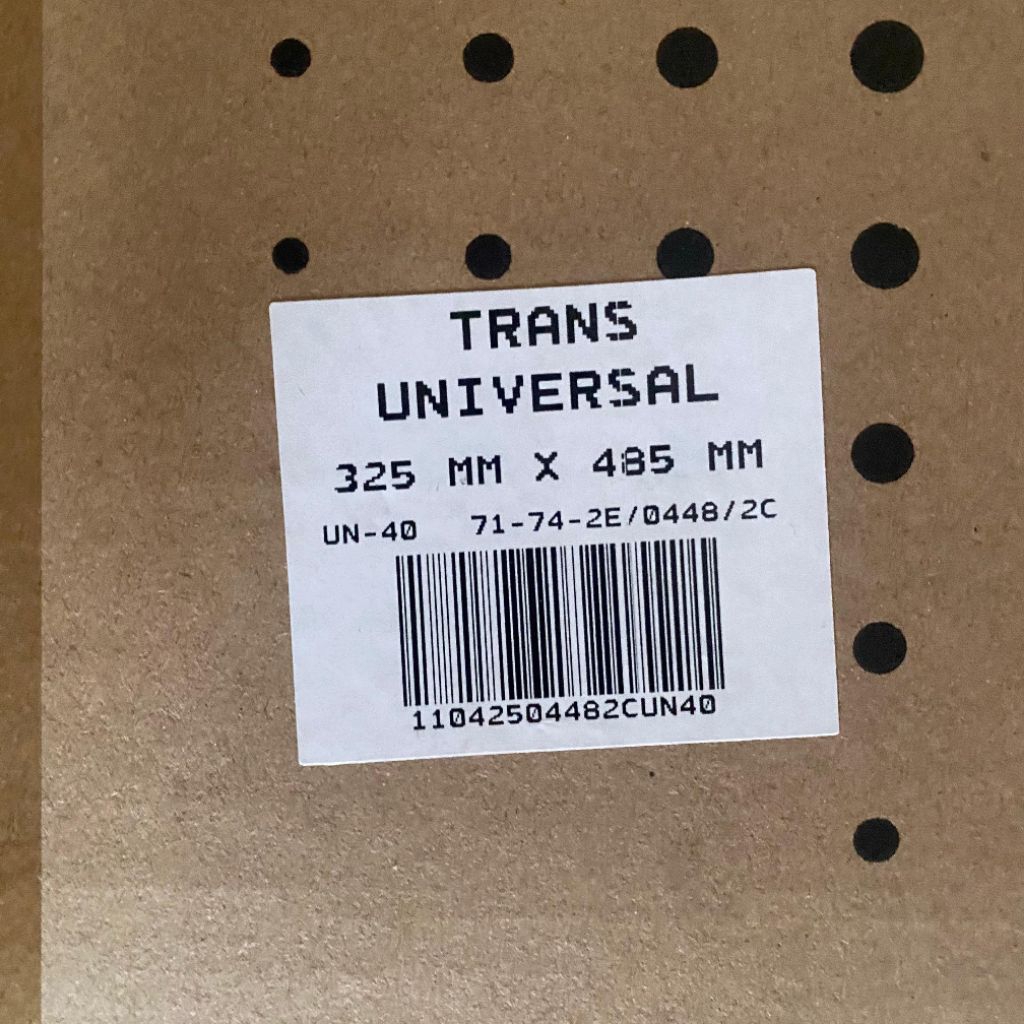 TRANS
UNIVERSAL
325 MM X 485 MM
UN-40 71-74-2E/0448/2C
11042504482CUN40